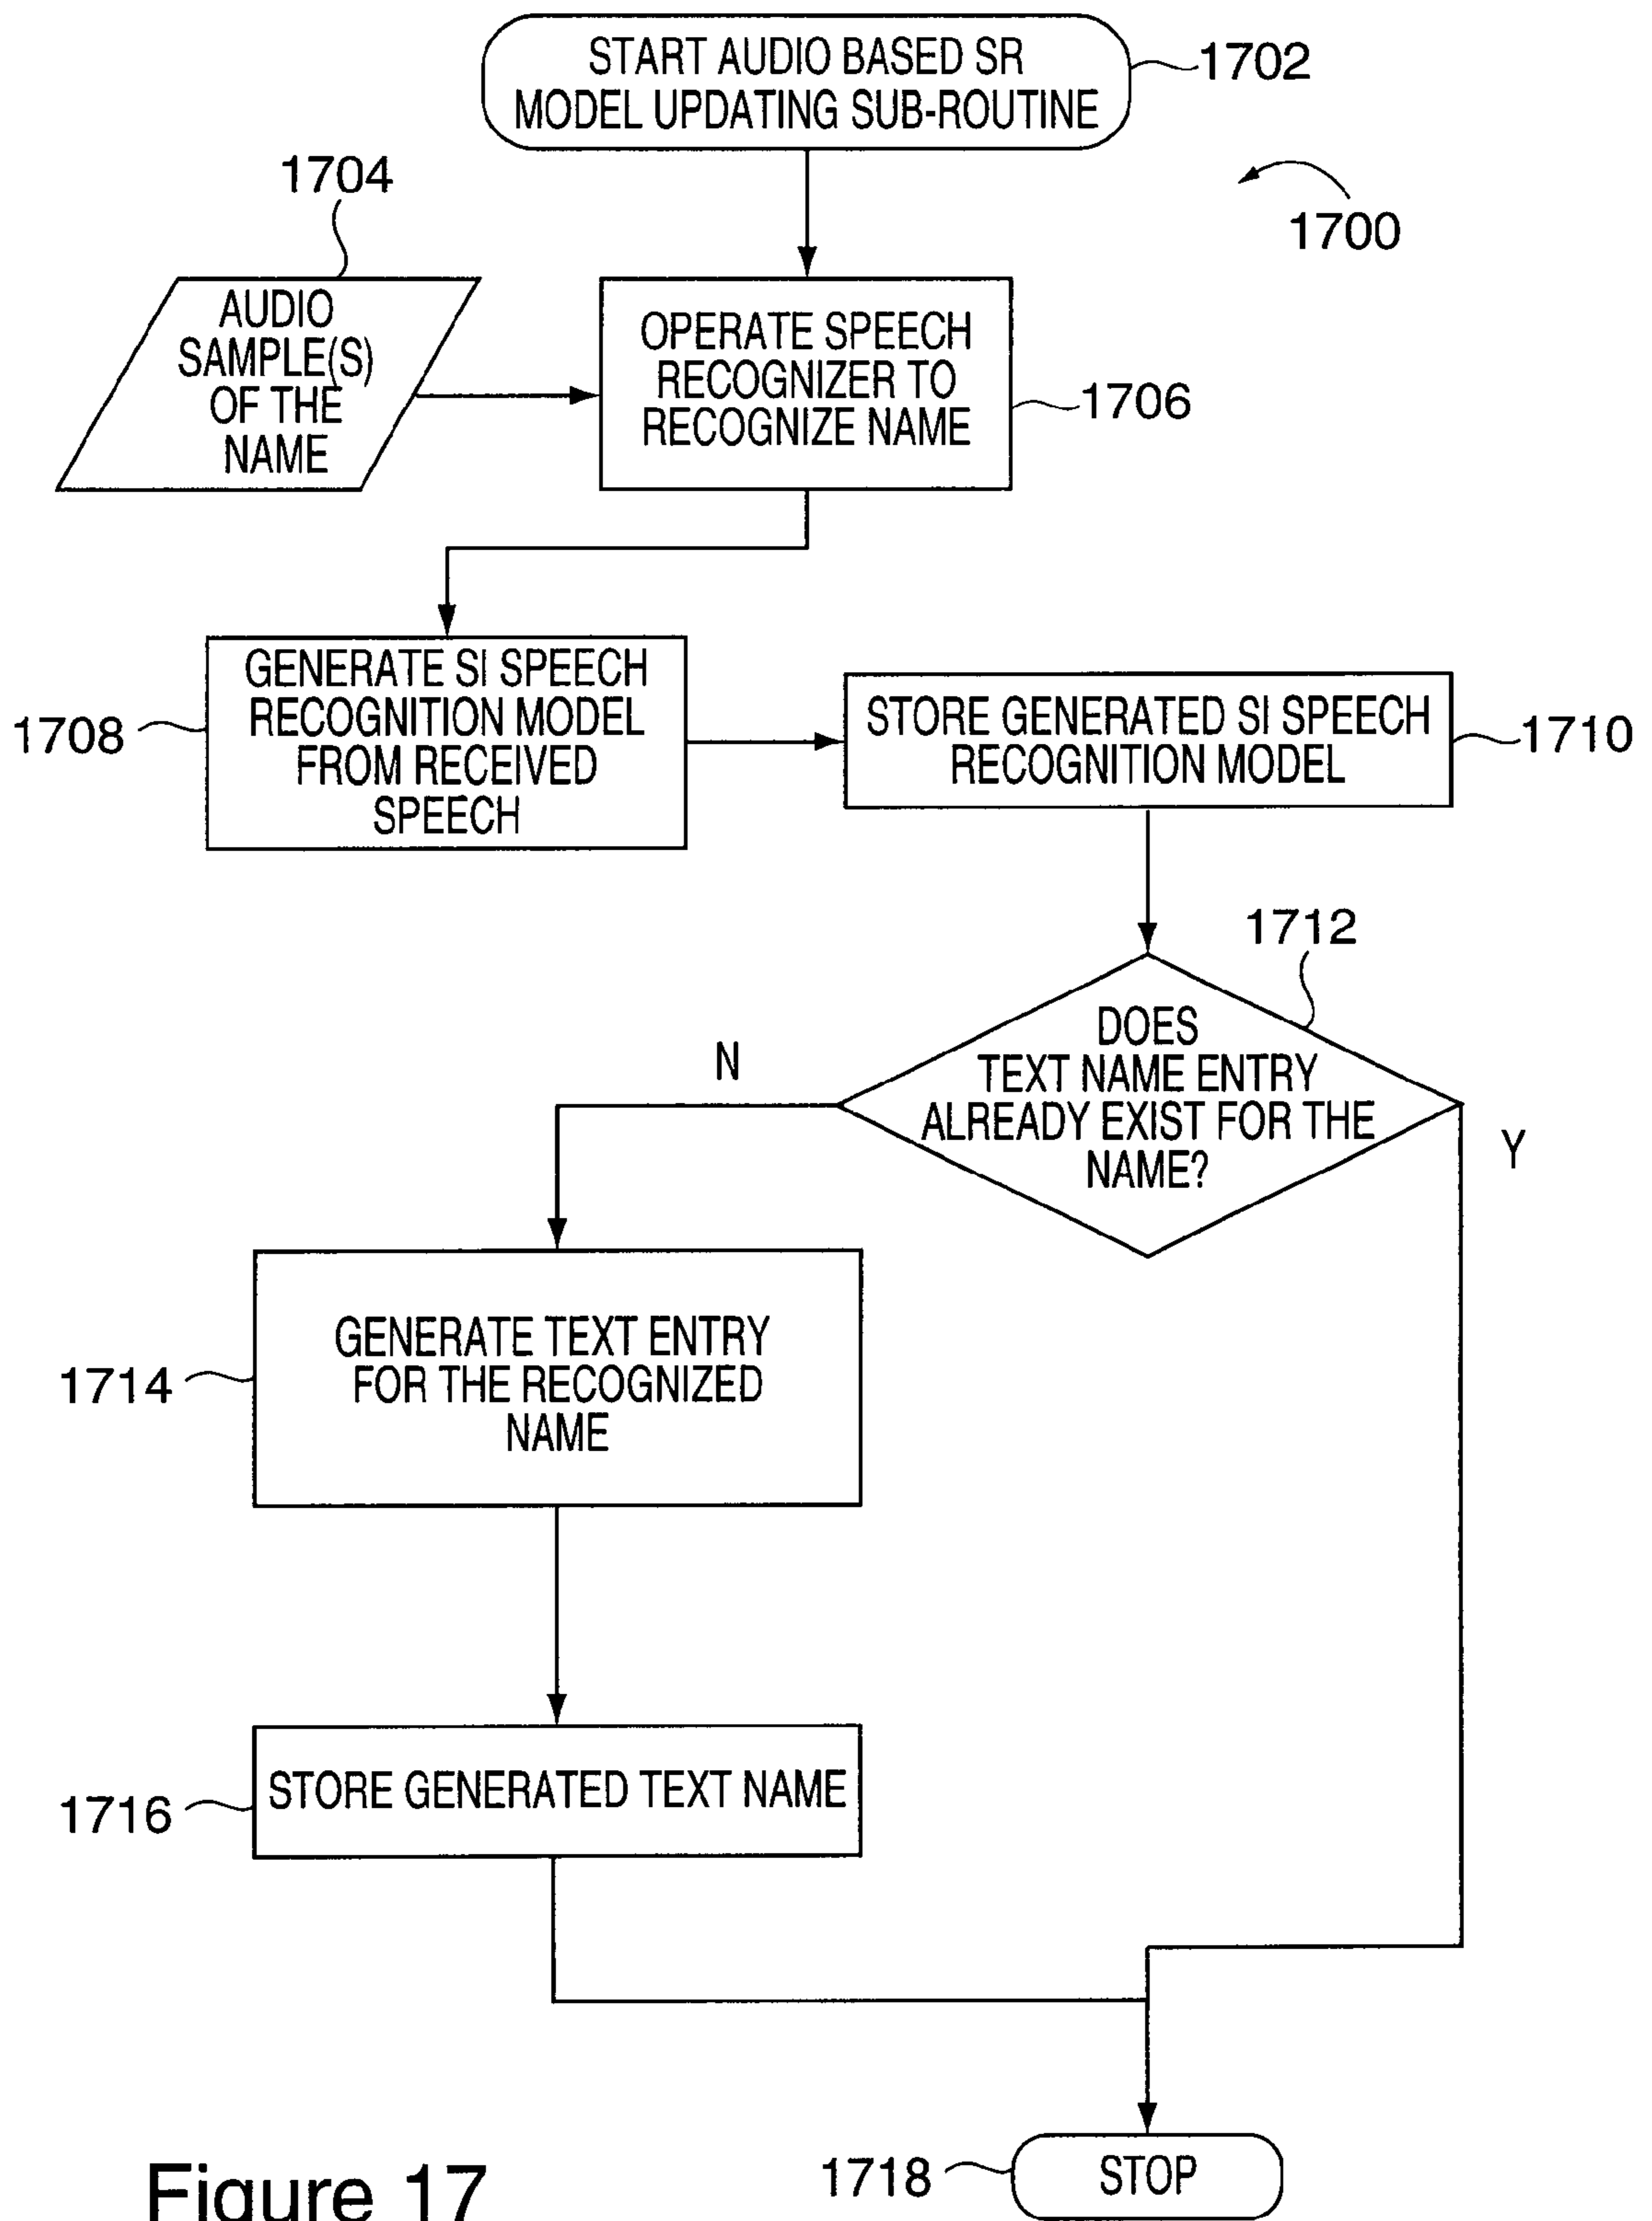 START AUDIO BASED SR
MODEL UPDATING SUB-ROUTINE
1702
1704
1700
AUDIO
SAMPLE(S)
OF THE
NAME
OPERATE SPEECH
RECOGNIZER TO
RECOGNIZE NAME
1706
GENERATE SI SPEECH
RECOGNITION MODEL
FROM RECEIVED
SPEECH
1708
STORE GENERATED SI SPEECH
RECOGNITION MODEL
1710
1712
DOES
TEXT NAME ENTRY
ALREADY EXIST FOR THE
NAME?
N
Y
GENERATE TEXT ENTRY
FOR THE RECOGNIZED
NAME
1714
STORE GENERATED TEXT NAME
1716
1718
STOP
Figure 17